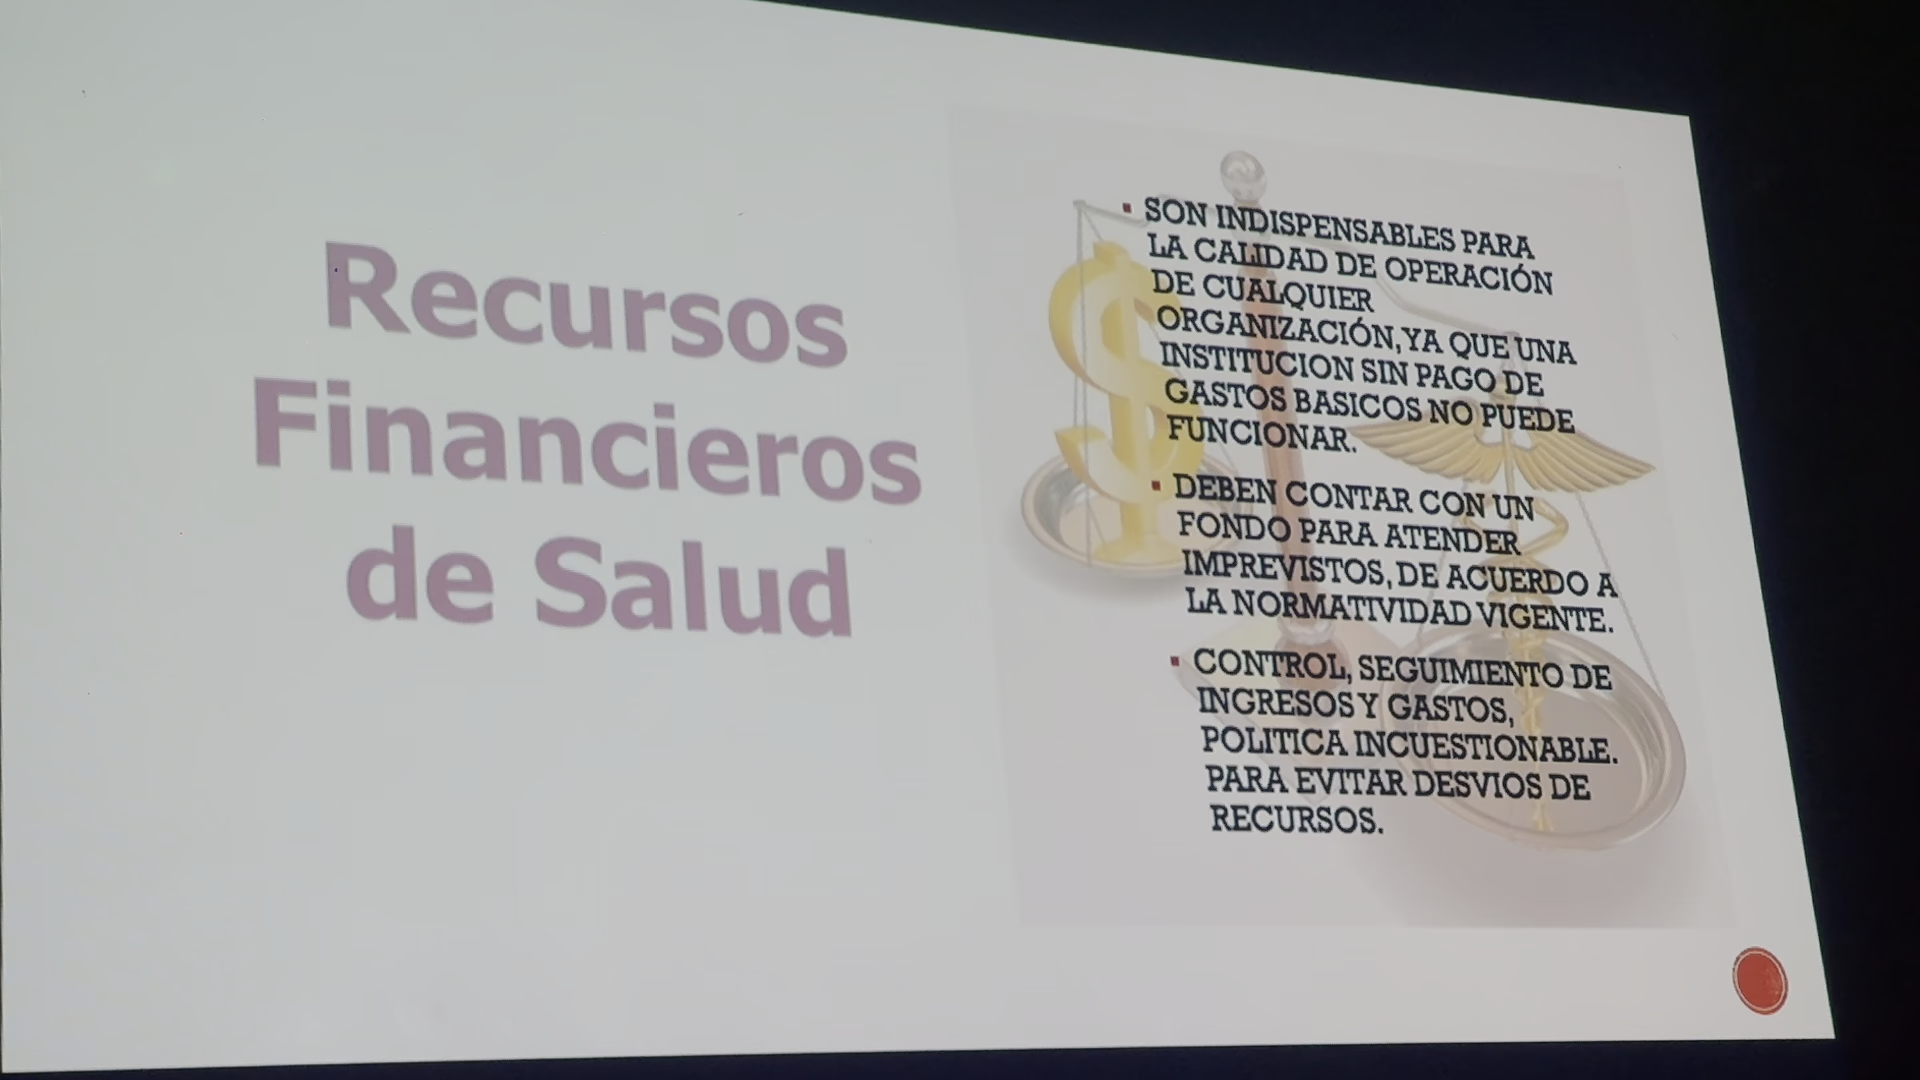 Recursos
Financieros
de Salud
▪ SON INDISPENSABLES PARA
LA CALIDAD DE OPERACIÓN
DE CUALQUIER
ORGANIZACIÓN, YA QUE UNA
INSTITUCION SIN PAGO DE
GASTOS BASICOS NO PUEDE
FUNCIONAR.
▪ DEBEN CONTAR CON UN
FONDO PARA ATENDER
IMPREVISTOS, DE ACUERDO A
LA NORMATIVIDAD VIGENTE.
▪ CONTROL, SEGUIMIENTO DE
INGRESOS Y GASTOS,
POLITICA INCUESTIONABLE.
PARA EVITAR DESVIOS DE
RECURSOS.